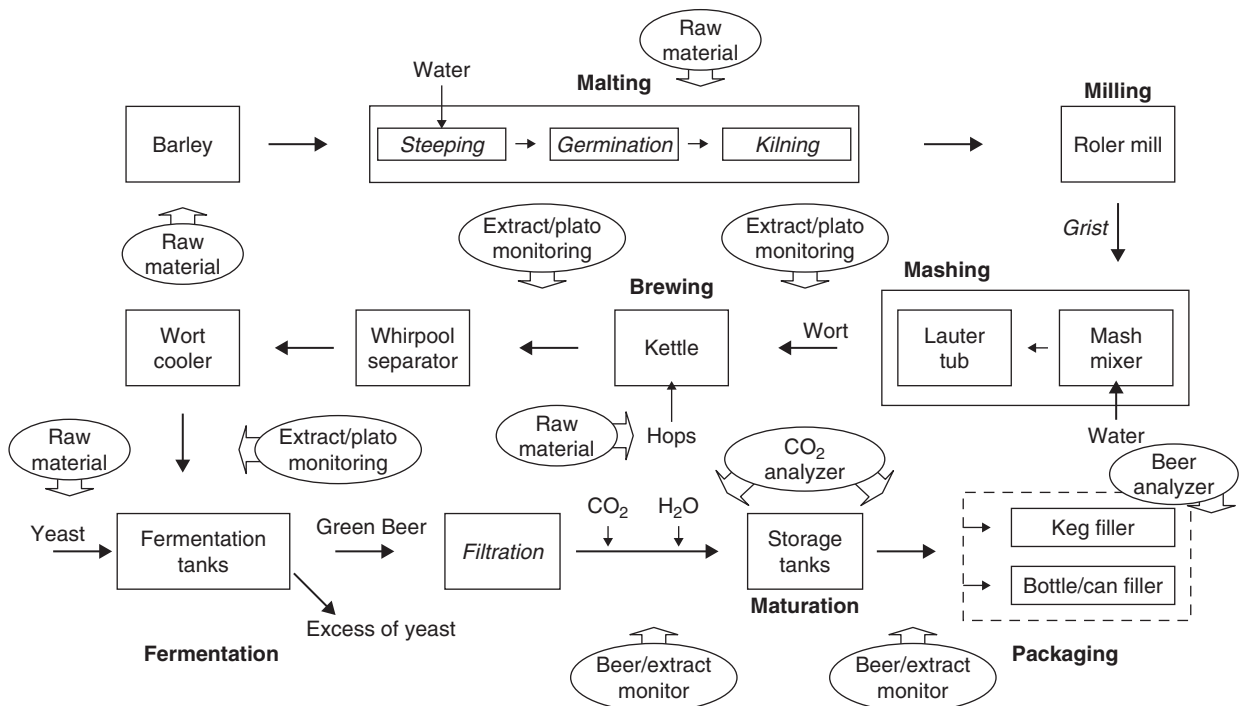 Raw
material
Water
Malting
Milling
Barley
Steeping
Germination
Kilning
Roler mill
Raw
material
Extract/plato
monitoring
Extract/plato
monitoring
Grist
Mashing
Brewing
Wort
cooler
Whirpool
separator
Kettle
Wort
Lauter
tub
Mash
mixer
Raw
material
Extract/plato
monitoring
Raw
material
Hops
CO₂
analyzer
Water
Beer
analyzer
Yeast
Fermentation
tanks
Green Beer
Filtration
CO₂
H₂O
Storage
tanks
Keg filler
Bottle/can filler
Excess of yeast
Maturation
Fermentation
Beer/extract
monitor
Beer/extract
monitor
Packaging